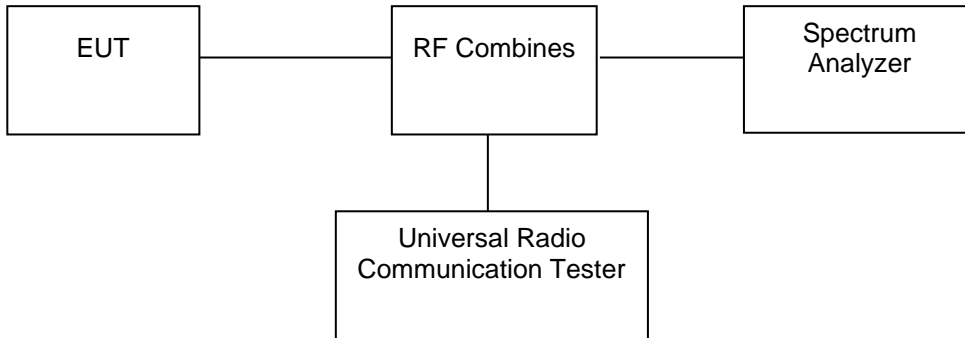 EUT
RF Combines
Spectrum
Analyzer
Universal Radio
Communication Tester